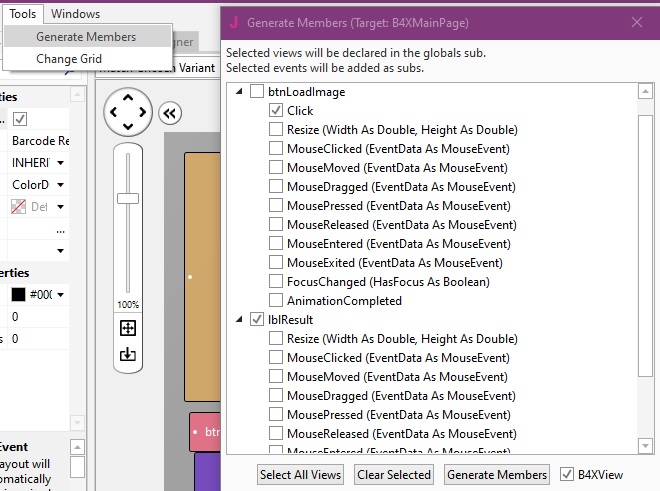 Tools
Windows
Generate Members
Change Grid
gner
Variant
ties
Barcode Re
INHERI
ColorD
...
perties
#00(
0
s
0
Event
ayout will
omatically
100%
btn
J
Generate Members (Target: B4XMainPage)
Selected views will be declared in the globals sub.
Selected events will be added as subs.
btnLoadImage
Click
Resize (Width As Double, Height As Double)
MouseClicked (EventData As MouseEvent)
MouseMoved (EventData As MouseEvent)
MouseDragged (EventData As MouseEvent)
MousePressed (EventData As MouseEvent)
MouseReleased (EventData As MouseEvent)
MouseEntered (EventData As MouseEvent)
MouseExited (EventData As MouseEvent)
FocusChanged (HasFocus As Boolean)
AnimationCompleted
lblResult
Resize (Width As Double, Height As Double)
MouseClicked (EventData As MouseEvent)
MouseMoved (EventData As MouseEvent)
MouseDragged (EventData As MouseEvent)
MousePressed (EventData As MouseEvent)
MouseReleased (EventData As MouseEvent)
MouseEntered (EventData As MouseEvent)
Select All Views
Clear Selected
Generate Members
B4XView